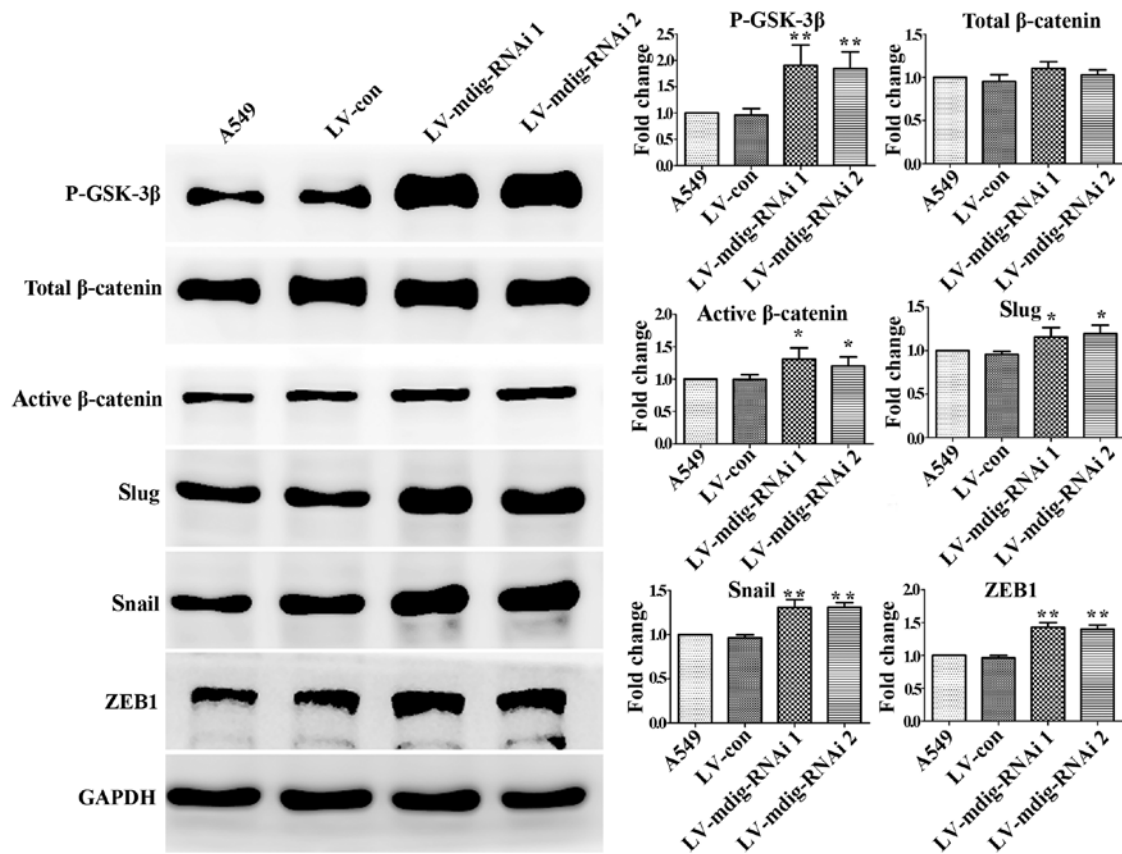 A549
LV-con
LV-mdig-RNAi 1
LV-mdig-RNAi 2
P-GSK-3β
Total β-catenin
Active β-catenin
Slug
Snail
ZEB1
GAPDH
P-GSK-3β
Fold change
2.5
2.0
1.5
1.0
0.5
0.0
** **
A549
LV-con
LV-mdig-RNAi 1
LV-mdig-RNAi 2
Total β-catenin
Fold change
1.5
1.0
0.5
0.0
A549
LV-con
LV-mdig-RNAi 1
LV-mdig-RNAi 2
Active β-catenin
Fold change
2.0
1.5
1.0
0.5
0.0
* *
A549
LV-con
LV-mdig-RNAi 1
LV-mdig-RNAi 2
Slug
Fold change
1.5
1.0
0.5
0.0
* *
A549
LV-con
LV-mdig-RNAi 1
LV-mdig-RNAi 2
Snail
Fold change
1.5
1.0
0.5
0.0
** **
A549
LV-con
LV-mdig-RNAi 1
LV-mdig-RNAi 2
ZEB1
Fold change
2.0
1.5
1.0
0.5
0.0
** **
A549
LV-con
LV-mdig-RNAi 1
LV-mdig-RNAi 2